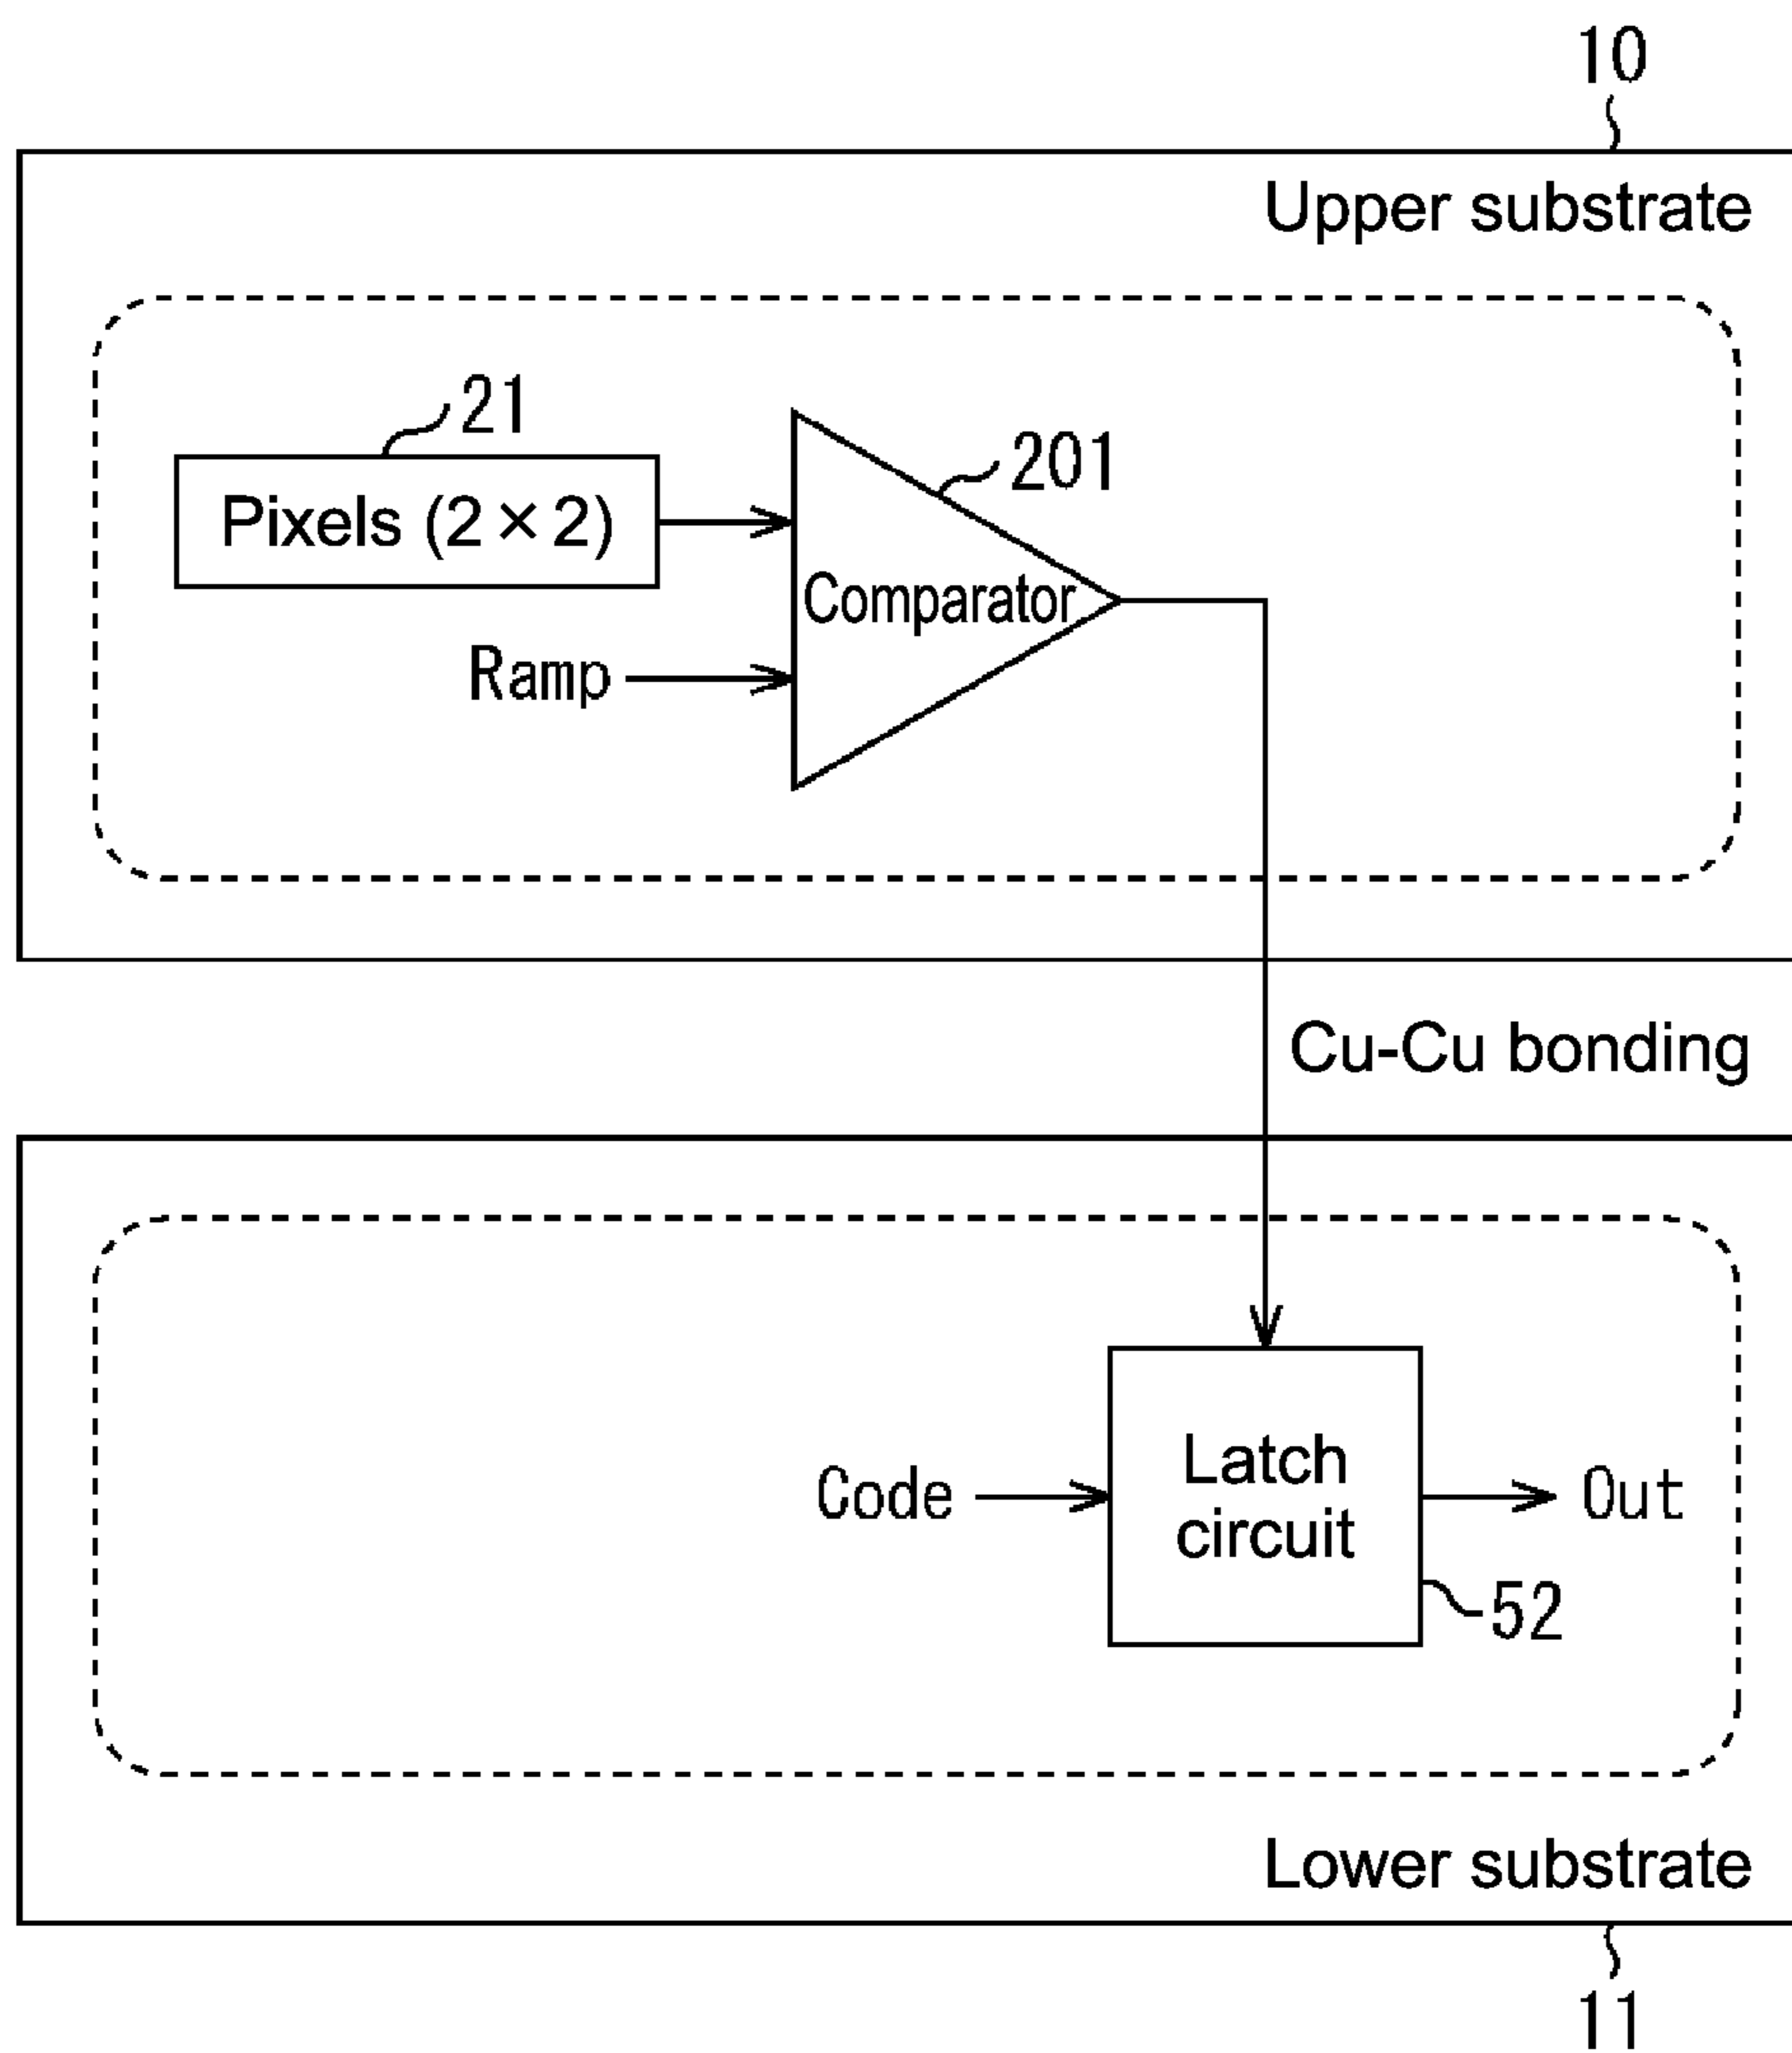 10
Upper substrate
21
201
Pixels (2×2)
Comparator
Ramp
Cu-Cu bonding
Latch
Code
Out
circuit
52
Lower substrate
11